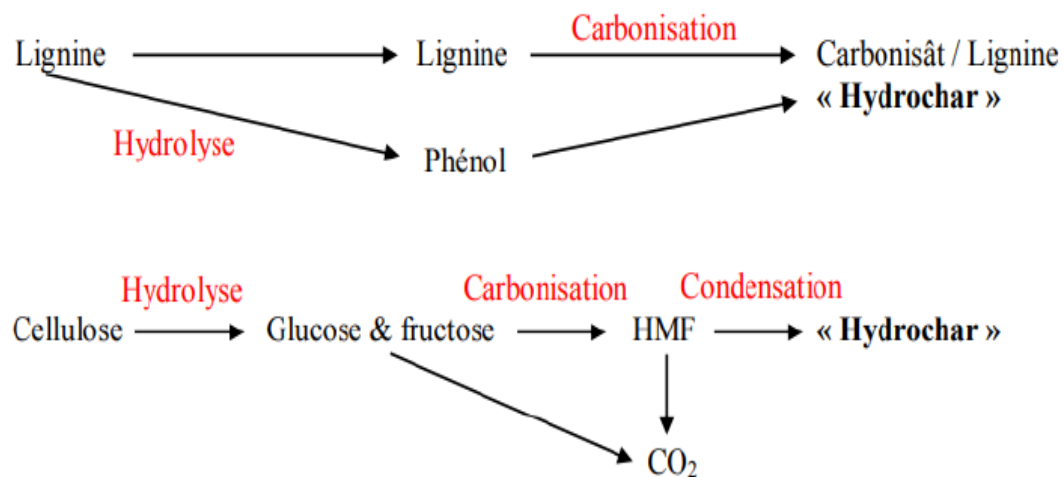 Carbonisation
Lignine Lignine Carbonisât / Lignine
« Hydrochar »
Hydrolyse
Phénol
Hydrolyse Carbonisation Condensation
Cellulose Glucose & fructose HMF « Hydrochar »
CO₂